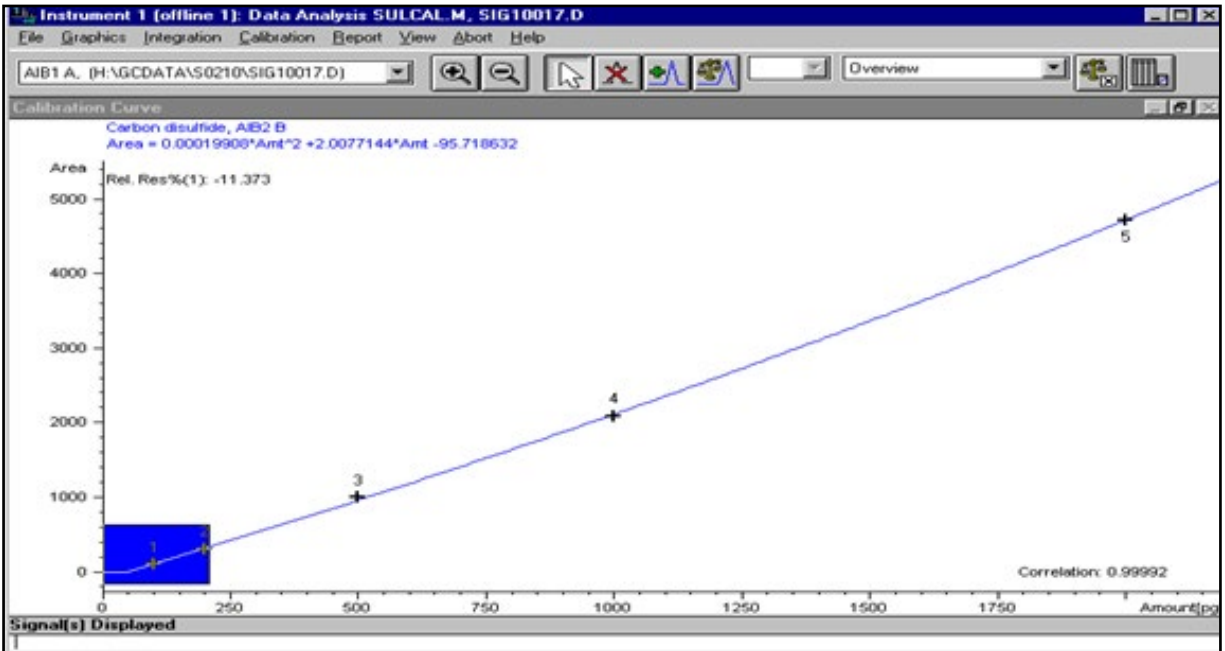 Instrument 1 (offline 1): Data Analysis SULCAL.M, SIG10017.D
File Graphics Integration Calibration Report View Abort Help
AIB1 A, (H:\GCDATA\S0210\SIG10017.D) Overview
Calibration Curve
Carbon disulfide, AIB2 B
Area = 0.00019908*Amt^2 +2.0077144*Amt -95.718632
Area
Rel. Res%(1): -11.373
5000
4000
3000
2000
1000
0
1
2
3
4
5
Correlation: 0.99992
0 250 500 750 1000 1250 1500 1750 Amount[pg
Signal(s) Displayed